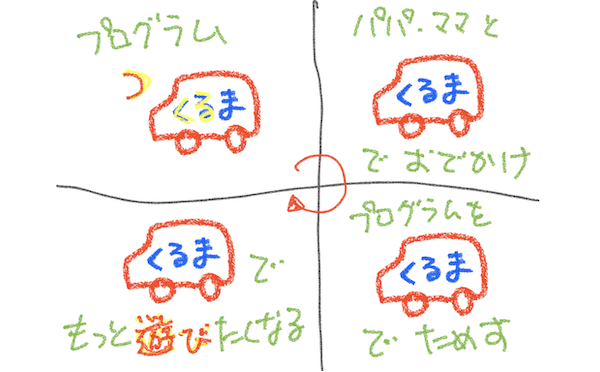 プログラム
くるま
パパ・ママと
くるま
でおでかけ
くるまで
もっと遊びたくなる
プログラムを
くるま
でためす